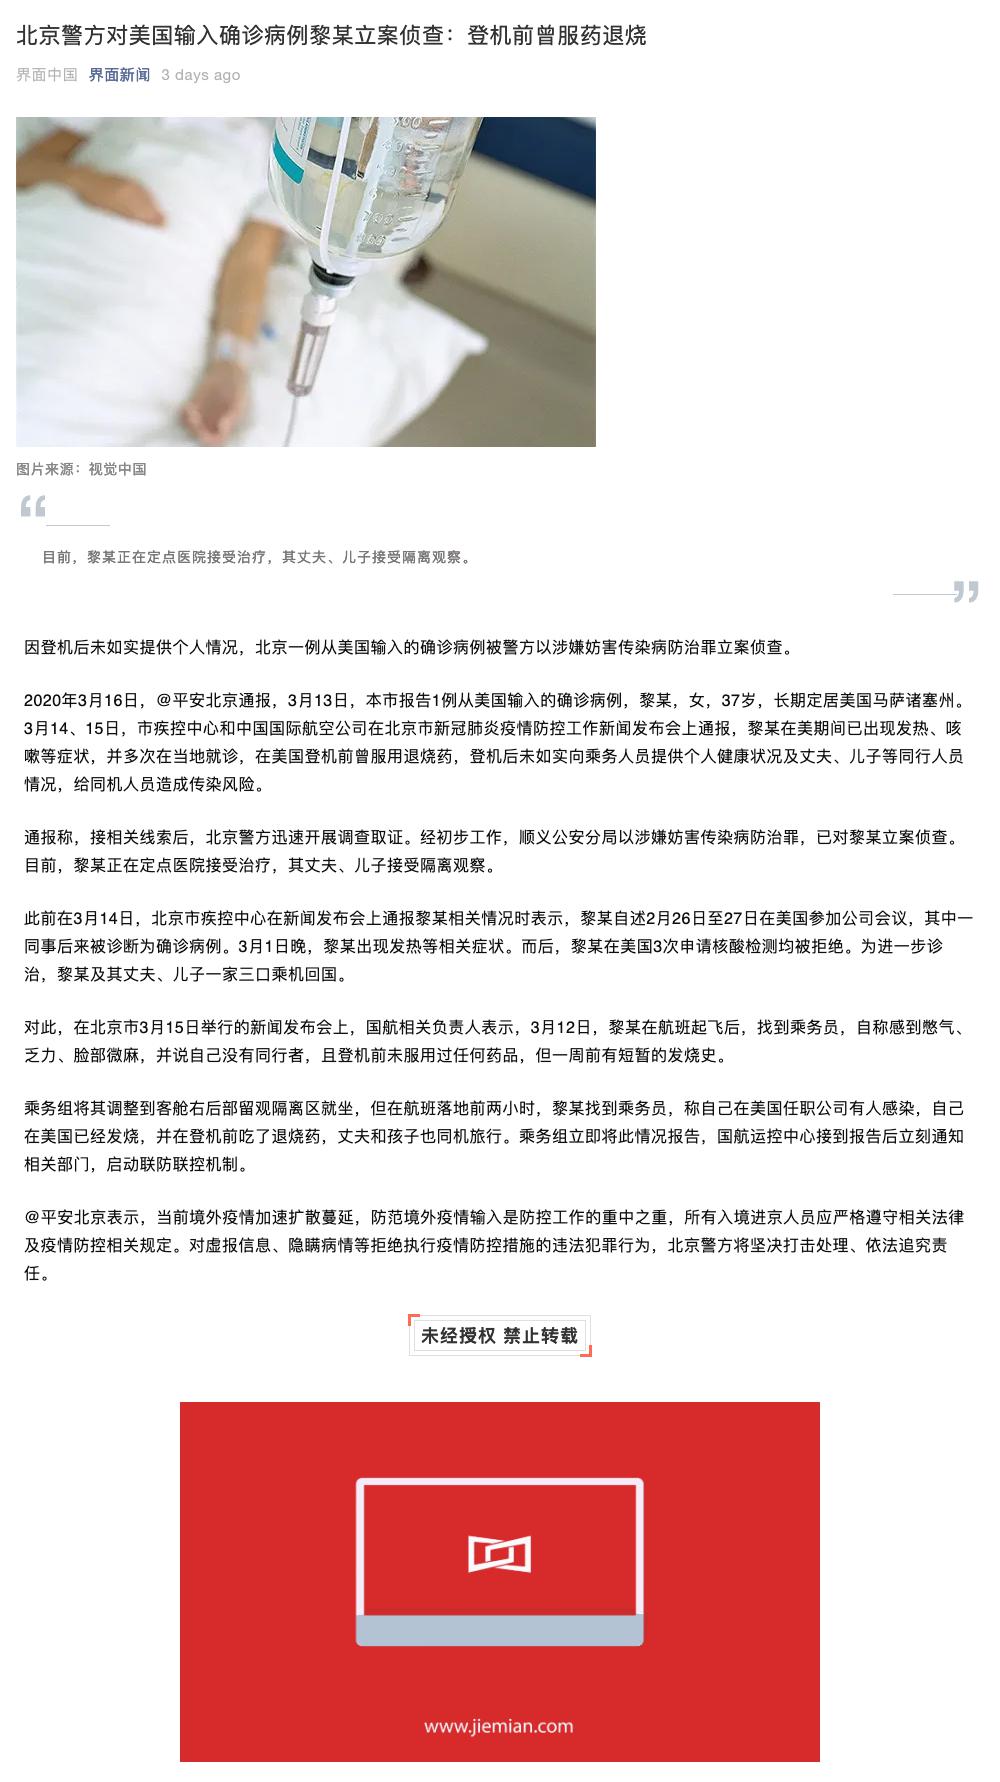 北京警方对美国输入确诊病例黎某立案侦查：登机前曾服药退烧
界面中国 界面新闻 3 days ago
图片来源：视觉中国
“
目前，黎某正在定点医院接受治疗，其丈夫、儿子接受隔离观察。
”
因登机后未如实提供个人情况，北京一例从美国输入的确诊病例被警方以涉嫌妨害传染病防治罪立案侦查。
2020年3月16日，@平安北京通报，3月13日，本市报告1例从美国输入的确诊病例，黎某，女，37岁，长期定居美国马萨诸塞州。
3月14、15日，市疾控中心和中国国际航空公司在北京市新冠肺炎疫情防控工作新闻发布会上通报，黎某在美期间已出现发热、咳
嗽等症状，并多次在当地就诊，在美国登机前曾服用退烧药，登机后未如实向乘务人员提供个人健康状况及丈夫、儿子等同行人员
情况，给同机人员造成传染风险。
通报称，接相关线索后，北京警方迅速开展调查取证。经初步工作，顺义公安分局以涉嫌妨害传染病防治罪，已对黎某立案侦查。
目前，黎某正在定点医院接受治疗，其丈夫、儿子接受隔离观察。
此前在3月14日，北京市疾控中心在新闻发布会上通报黎某相关情况时表示，黎某自述2月26日至27日在美国参加公司会议，其中一
同事后来被诊断为确诊病例。3月1日晚，黎某出现发热等相关症状。而后，黎某在美国3次申请核酸检测均被拒绝。为进一步诊
治，黎某及其丈夫、儿子一家三口乘机回国。
对此，在北京市3月15日举行的新闻发布会上，国航相关负责人表示，3月12日，黎某在航班起飞后，找到乘务员，自称感到憋气、
乏力、脸部微麻，并说自己没有同行者，且登机前未服用过任何药品，但一周前有短暂的发烧史。
乘务组将其调整到客舱右后部留观隔离区就坐，但在航班落地前两小时，黎某找到乘务员，称自己在美国任职公司有人感染，自己
在美国已经发烧，并在登机前吃了退烧药，丈夫和孩子也同机旅行。乘务组立即将此情况报告，国航运控中心接到报告后立刻通知
相关部门，启动联防联控机制。
@平安北京表示，当前境外疫情加速扩散蔓延，防范境外疫情输入是防控工作的重中之重，所有入境进京人员应严格遵守相关法律
及疫情防控相关规定。对虚报信息、隐瞒病情等拒绝执行疫情防控措施的违法犯罪行为，北京警方将坚决打击处理、依法追究责
任。
未经授权 禁止转载
www.jiemian.com